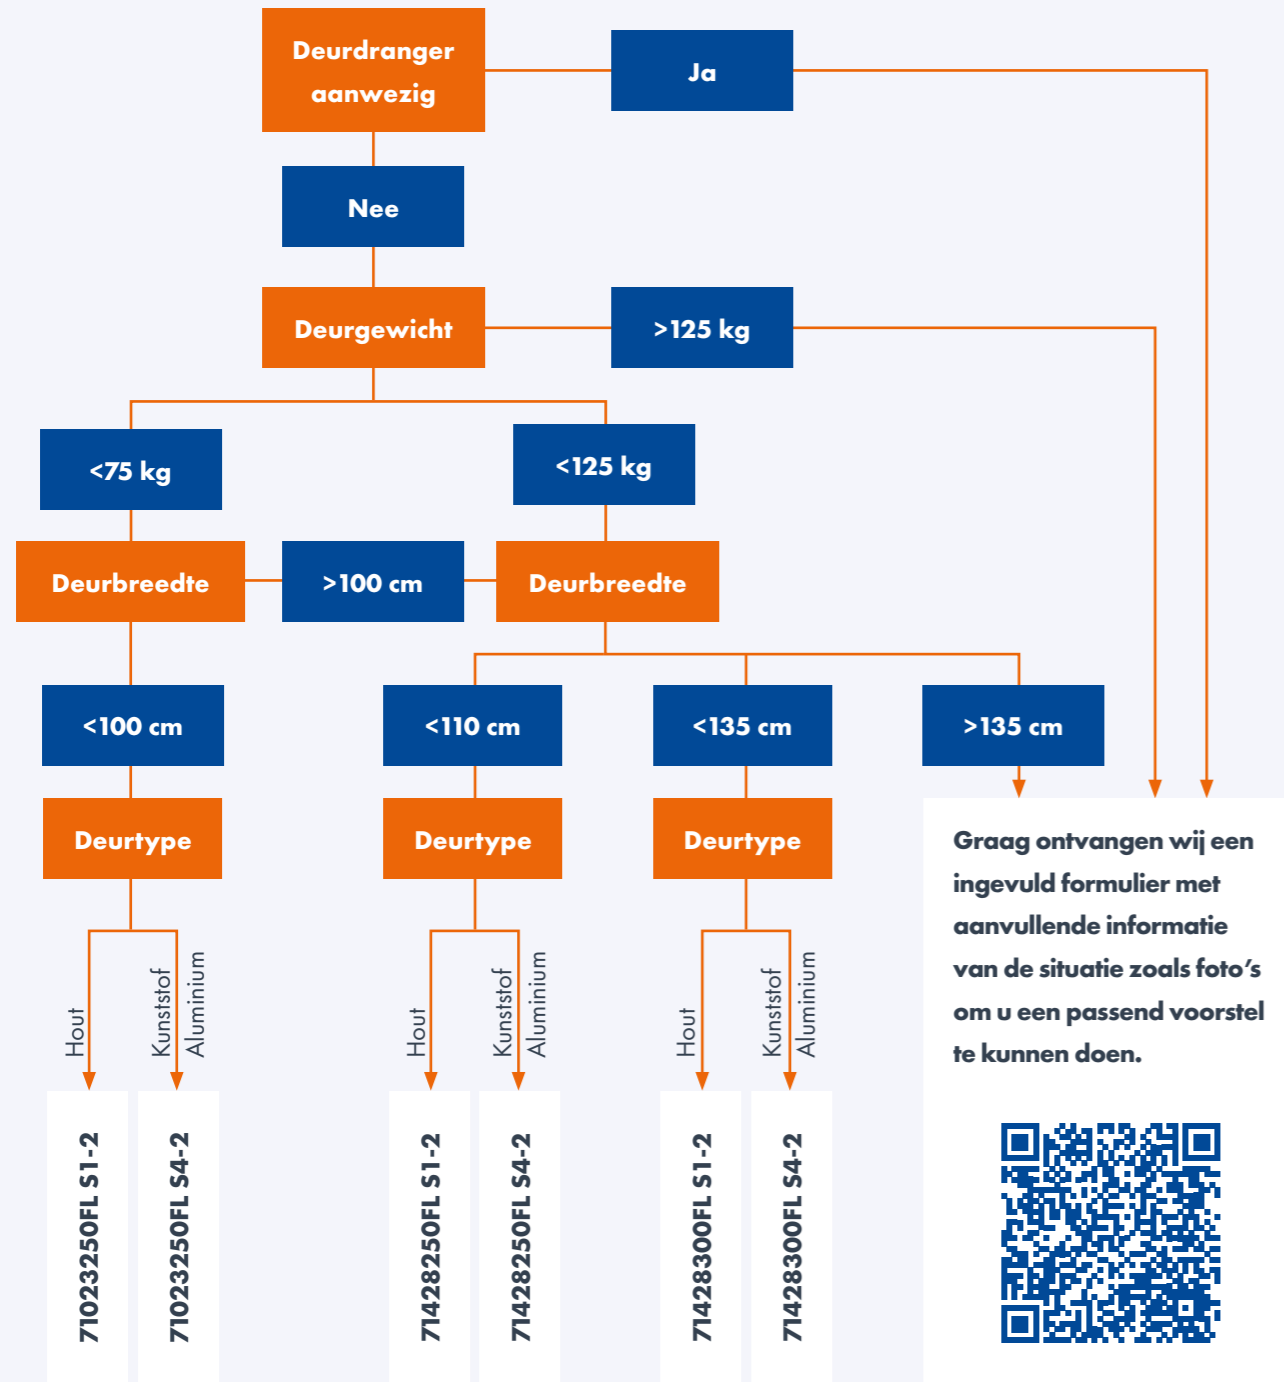 Deurdranger
aanwezig
Ja
Nee
Deurgewicht
>125 kg
<75 kg
<125 kg
Deurbreedte
>100 cm
Deurbreedte
<100 cm
<110 cm
<135 cm
>135 cm
Deurtype
Deurtype
Deurtype
Hout
Kunststof
Aluminium
Hout
Kunststof
Aluminium
Hout
Kunststof
Aluminium
71023250FL S1-2
71023250FL S4-2
71428250FL S1-2
71428250FL S4-2
71428300FL S1-2
71428300FL S4-2
Graag ontvangen wij een
ingevuld formulier met
aanvullende informatie
van de situatie zoals foto’s
om u een passend voorstel
te kunnen doen.